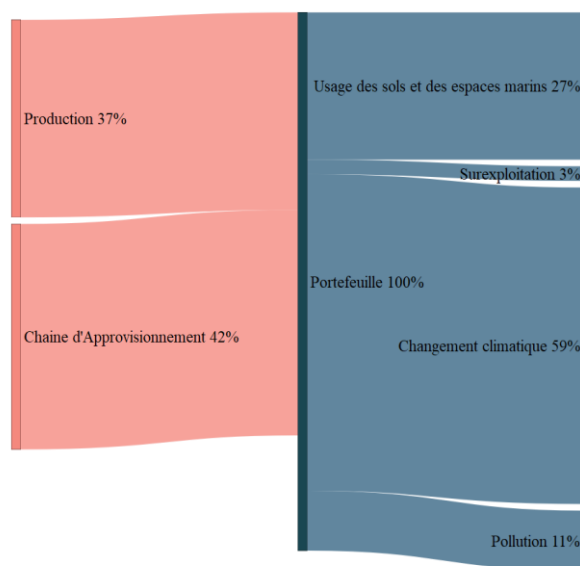 Usage des sols et des espaces marins 27%
Production 37%
Surexploitation 3%
Portefeuille 100%
Chaine d'Approvisionnement 42%
Changement climatique 59%
Pollution 11%